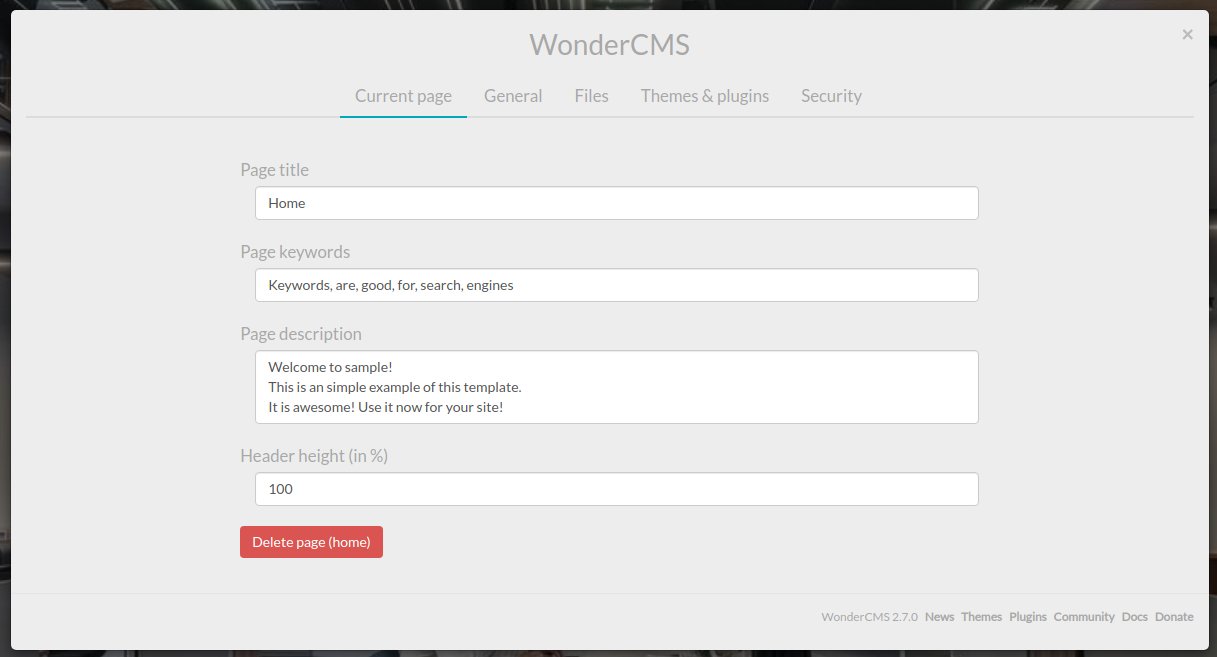 WonderCMS
×
Current page General Files Themes & plugins Security
Page title
Home
Page keywords
Keywords, are, good, for, search, engines
Page description
Welcome to sample!
This is an simple example of this template.
It is awesome! Use it now for your site!
Header height (in %)
100
Delete page (home)
WonderCMS 2.7.0 News Themes Plugins Community Docs Donate